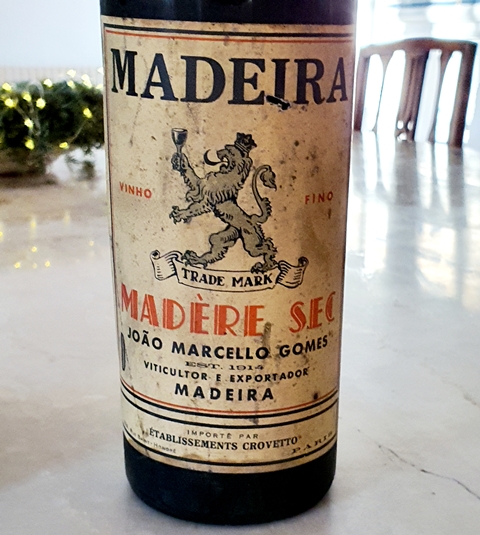 MADEIRA
VINHO FINO
TRADE MARK
MADÈRE SEC
JOÃO MARCELLO GOMES
EST. 1914
VITICULTOR E EXPORTADOR
MADEIRA
IMPORTÉ PAR
ÉTABLISSEMENTS CROVETTO
PARIS